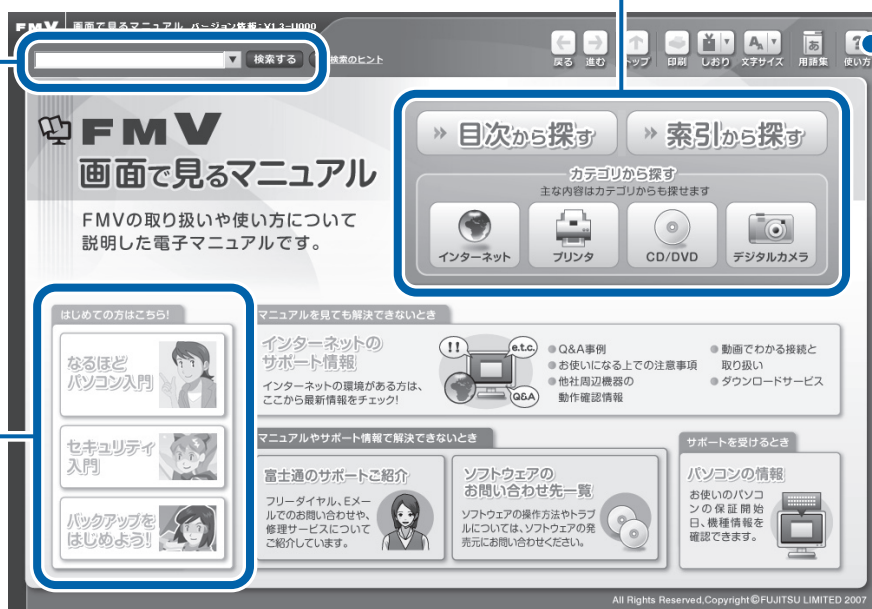 FMV 画面で見るマニュアル バージョン
検索する
検索のヒント
戻る 進む トップ 印刷 しおり 文字サイズ 用語集 使い方
FMV
画面で見るマニュアル
FMVの取り扱いや使い方について
説明した電子マニュアルです。
目次から探す
索引から探す
カテゴリから探す
主な内容はカテゴリからも探せます
インターネット
プリンタ
CD/DVD
デジタルカメラ
はじめての方はこちら!
なるほど
パソコン入門
セキュリティ
入門
バックアップを
はじめよう!
マニュアルを見ても解決できないとき
インターネットの
サポート情報
インターネットの環境がある方は、
ここから最新情報をチェック!
!!
e.t.c.
Q&A
●Q&A事例
●お使いになる上での注意事項
●他社周辺機器の
動作確認情報
●動画でわかる接続と
取り扱い
●ダウンロードサービス
マニュアルやサポート情報で解決できないとき
富士通のサポートご紹介
フリーダイヤル、Eメー
ルでのお問い合わせや、
修理サービスについて
ご紹介しています。
ソフトウェアの
お問い合わせ先一覧
ソフトウェアの操作方法やトラブ
ルについては、ソフトウェアの発
売元にお問い合わせください。
サポートを受けるとき
パソコンの情報
お使いのパソコ
ンの保証開始
日、機種情報を
確認できます。
All Rights Reserved,Copyright©FUJITSU LIMITED 2007